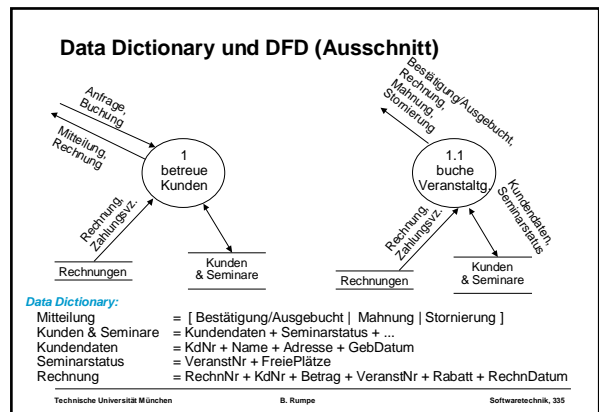 Data Dictionary und DFD (Ausschnitt)
Anfrage,
Buchung
Mitteilung,
Rechnung
1
betreue
Kunden
Rechnung,
Zahlungsvz.
Rechnungen
Kunden
& Seminare
Bestätigung/Ausgebucht,
Rechnung,
Mahnung,
Stornierung
1.1
buche
Veranstaltg.
Rechnung,
Zahlungsvz.
Kundendaten,
Seminarstatus
Rechnungen
Kunden
& Seminare
Data Dictionary:
Mitteilung = [ Bestätigung/Ausgebucht | Mahnung | Stornierung ]
Kunden & Seminare = Kundendaten + Seminarstatus + ...
Kundendaten = KdNr + Name + Adresse + GebDatum
Seminarstatus = VeranstNr + FreiePlätze
Rechnung = RechnNr + KdNr + Betrag + VeranstNr + Rabatt + RechnDatum
Technische Universität München B. Rumpe Softwaretechnik, 335